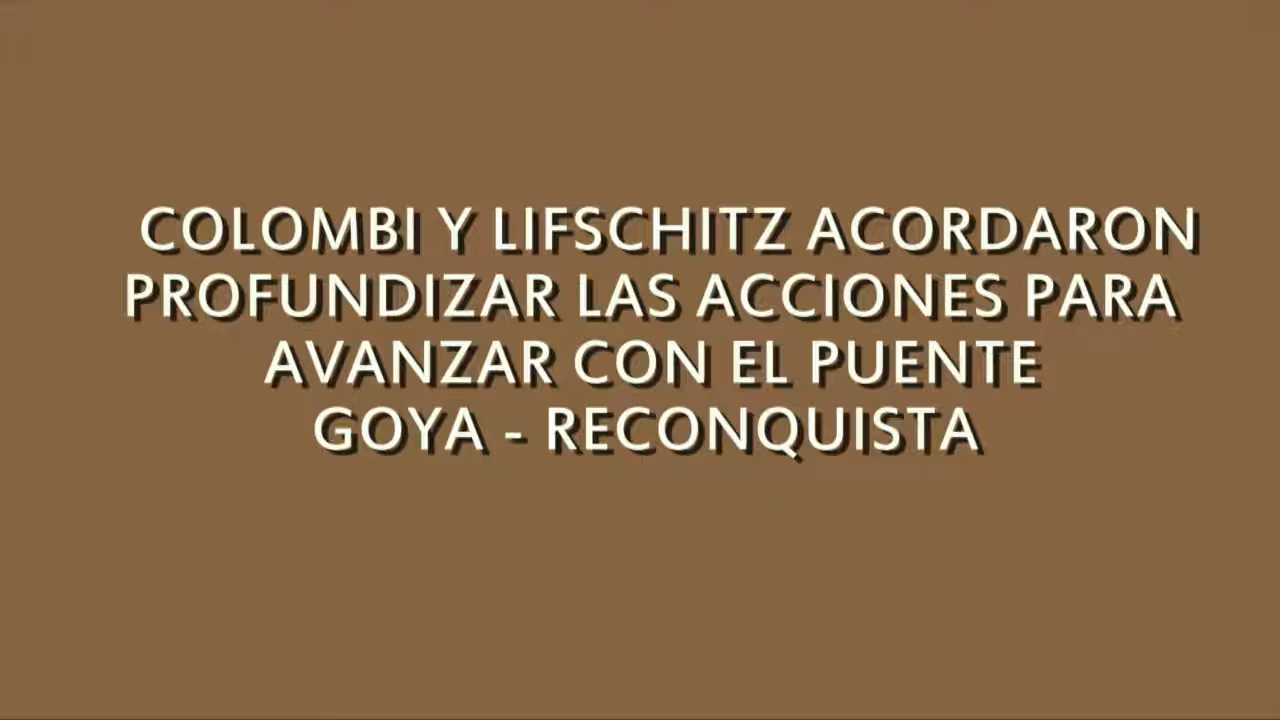 COLOMBI Y LIFSCHITZ ACORDARON
PROFUNDIZAR LAS ACCIONES PARA
AVANZAR CON EL PUENTE
GOYA - RECONQUISTA